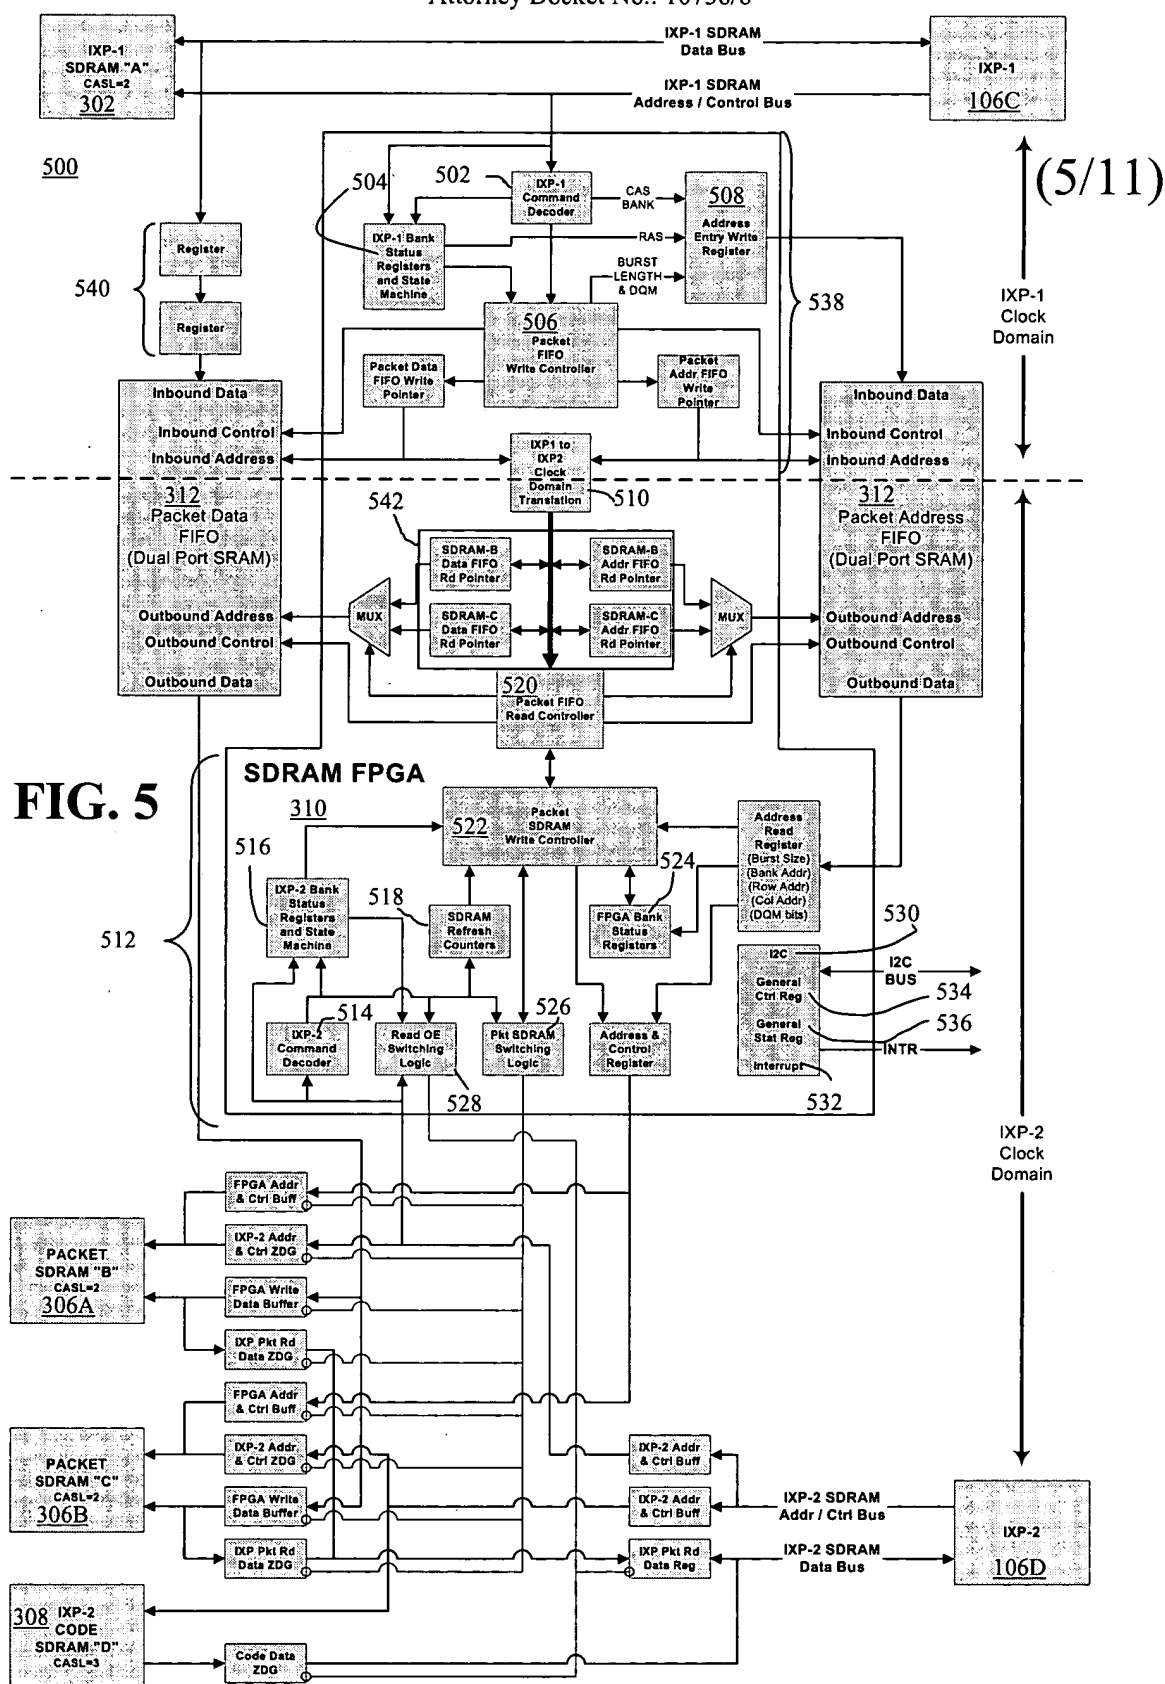 Attorney Docket No.: 10736/6
IXP-1
SDRAM "A"
CASL=2
302
IXP-1 SDRAM
Data Bus
IXP-1 SDRAM
Address / Control Bus
IXP-1
106C
500
(5/11)
504
502
IXP-1
Command
Decoder
CAS
BANK
508
Address
Entry Write
Register
IXP-1 Bank
Status
Registers
and State
Machine
RAS
BURST
LENGTH
& DQM
540
Register
Register
538
IXP-1
Clock
Domain
506
Packet
FIFO
Write Controller
Packet Data
FIFO Write
Pointer
Packet
Addr FIFO
Write
Pointer
Inbound Data
Inbound Control
Inbound Address
312
Packet Data
FIFO
(Dual Port SRAM)
Outbound Address
Outbound Control
Outbound Data
IXP1 to
IXP2
Clock
Domain
Translation
510
Inbound Data
Inbound Control
Inbound Address
312
Packet Address
FIFO
(Dual Port SRAM)
Outbound Address
Outbound Control
Outbound Data
542
SDRAM-B
Data FIFO
Rd Pointer
SDRAM-B
Addr FIFO
Rd Pointer
MUX
SDRAM-C
Data FIFO
Rd Pointer
SDRAM-C
Addr FIFO
Rd Pointer
MUX
520
Packet FIFO
Read Controller
FIG. 5
SDRAM FPGA
310
Packet
SDRAM
522
Write Controller
Address
Read
Register
(Burst Size)
(Bank Addr)
(Row Addr)
(Col Addr)
(DQM bits)
516
IXP-2 Bank
Status
Registers
and State
Machine
518
SDRAM
Refresh
Counters
524
FPGA Bank
Status
Registers
512
530
I2C
I2C
BUS
General
Ctrl Reg
534
General
Stat Reg
536
INTR
Interrupt
532
514
IXP-2
Command
Decoder
Read OE
Switching
Logic
528
526
Pkt SDRAM
Switching
Logic
Address &
Control
Register
IXP-2
Clock
Domain
FPGA Addr
& Ctrl Buff
IXP-2 Addr
& Ctrl ZDG
FPGA Write
Data Buffer
IXP Pkt Rd
Data ZDG
PACKET
SDRAM "B"
CASL=2
306A
FPGA Addr
& Ctrl Buff
IXP-2 Addr
& Ctrl ZDG
FPGA Write
Data Buffer
IXP Pkt Rd
Data ZDG
PACKET
SDRAM "C"
CASL=2
306B
IXP-2 Addr
& Ctrl Buff
IXP-2 Addr
& Ctrl Buff
IXP Pkt Rd
Data Reg
IXP-2 SDRAM
Addr / Ctrl Bus
IXP-2 SDRAM
Data Bus
IXP-2
106D
308
IXP-2
CODE
SDRAM "D"
CASL=3
Code Data
ZDG